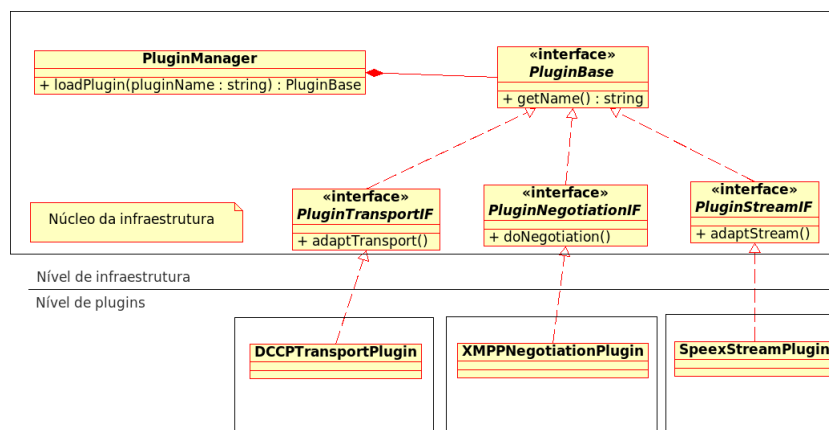 PluginManager
+ loadPlugin(pluginName : string) : PluginBase
«interface»
PluginBase
+ getName() : string
«interface»
PluginTransportIF
+ adaptTransport()
«interface»
PluginNegotiationIF
+ doNegotiation()
«interface»
PluginStreamIF
+ adaptStream()
Núcleo da infraestrutura
Nível de infraestrutura
Nível de plugins
DCCPTransportPlugin
XMPPNegotiationPlugin
SpeexStreamPlugin